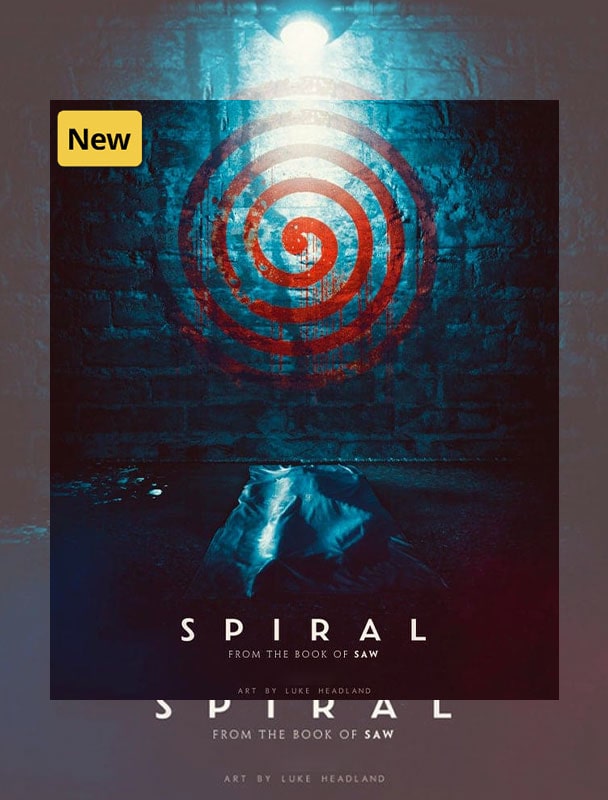 New
SPIRAL
FROM THE BOOK OF SAW
ART BY LUKE HEADLAND
SPIRAL
FROM THE BOOK OF SAW
ART BY LUKE HEADLAND